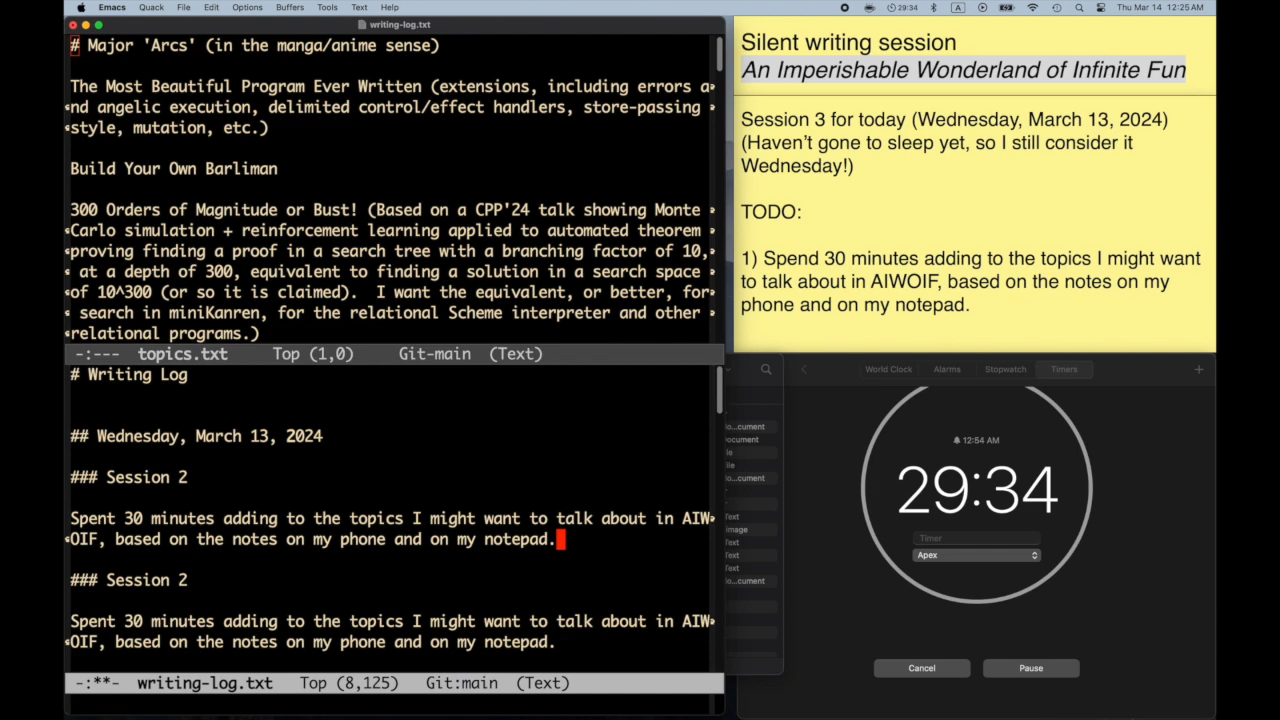 Emacs Quack File Edit Options Buffers Tools Text Help
29:34 A Thu Mar 14 12:25 AM
writing-log.txt
# Major 'Arcs' (in the manga/anime sense)
The Most Beautiful Program Ever Written (extensions, including errors a
nd angelic execution, delimited control/effect handlers, store-passing
style, mutation, etc.)
Build Your Own Barliman
300 Orders of Magnitude or Bust! (Based on a CPP'24 talk showing Monte
Carlo simulation + reinforcement learning applied to automated theorem
proving finding a proof in a search tree with a branching factor of 10,
at a depth of 300, equivalent to finding a solution in a search space
of 10^300 (or so it is claimed).  I want the equivalent, or better, for
search in miniKanren, for the relational Scheme interpreter and other
relational programs.)
-:--- topics.txt Top (1,0) Git-main (Text)
# Writing Log
## Wednesday, March 13, 2024
### Session 2
Spent 30 minutes adding to the topics I might want to talk about in AIW
OIF, based on the notes on my phone and on my notepad.
### Session 2
Spent 30 minutes adding to the topics I might want to talk about in AIW
OIF, based on the notes on my phone and on my notepad.
-:**- writing-log.txt Top (8,125) Git:main (Text)
Silent writing session
An Imperishable Wonderland of Infinite Fun
Session 3 for today (Wednesday, March 13, 2024)
(Haven't gone to sleep yet, so I still consider it
Wednesday!)
TODO:
1) Spend 30 minutes adding to the topics I might want
to talk about in AIWOIF, based on the notes on my
phone and on my notepad.
World Clock Alarms Stopwatch Timers
12:54 AM
29:34
Timer
Apex
Cancel Pause
lo...cument
ocument
le
file
lo...cument
Text
Image
Text
Text
Text
lo...cument